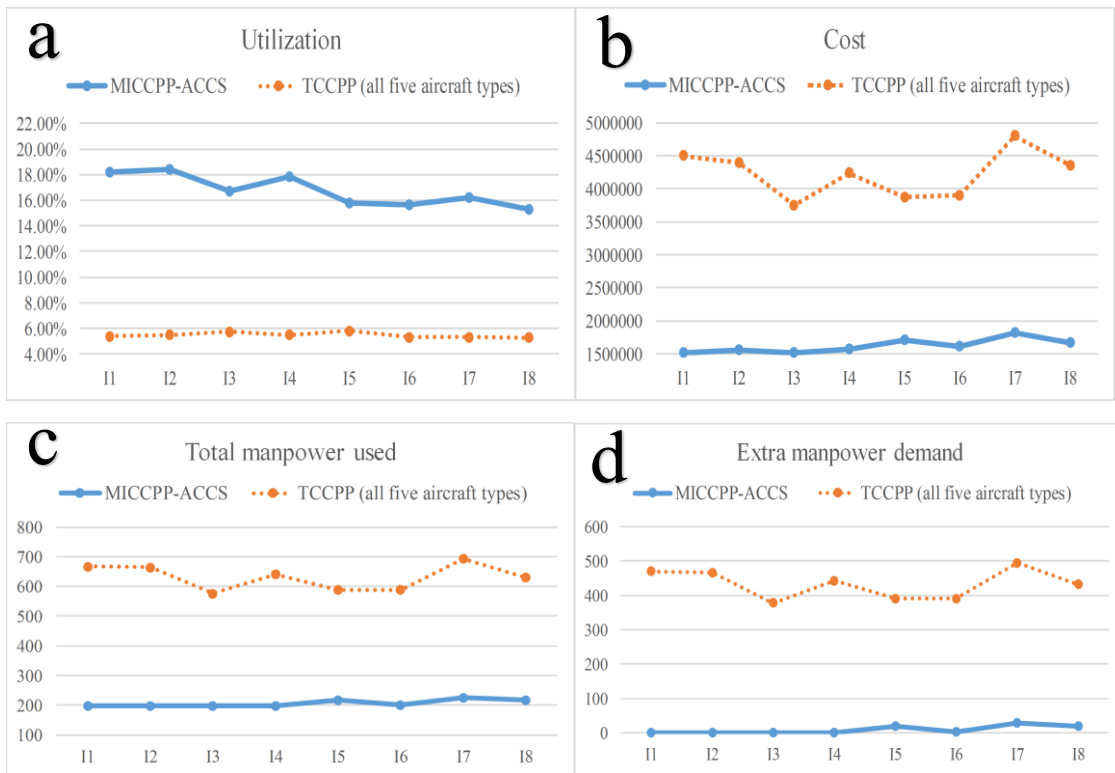 a
Utilization
MICCPP-ACCS TCCPP (all five aircraft types)
22.00%
20.00%
18.00%
16.00%
14.00%
12.00%
10.00%
8.00%
6.00%
4.00%
I1 I2 I3 I4 I5 I6 I7 I8
b
Cost
MICCPP-ACCS TCCPP (all five aircraft types)
5000000
4500000
4000000
3500000
3000000
2500000
2000000
1500000
I1 I2 I3 I4 I5 I6 I7 I8
c
Total manpower used
MICCPP-ACCS TCCPP (all five aircraft types)
800
700
600
500
400
300
200
100
I1 I2 I3 I4 I5 I6 I7 I8
d
Extra manpower demand
MICCPP-ACCS TCCPP (all five aircraft types)
600
500
400
300
200
100
0
I1 I2 I3 I4 I5 I6 I7 I8